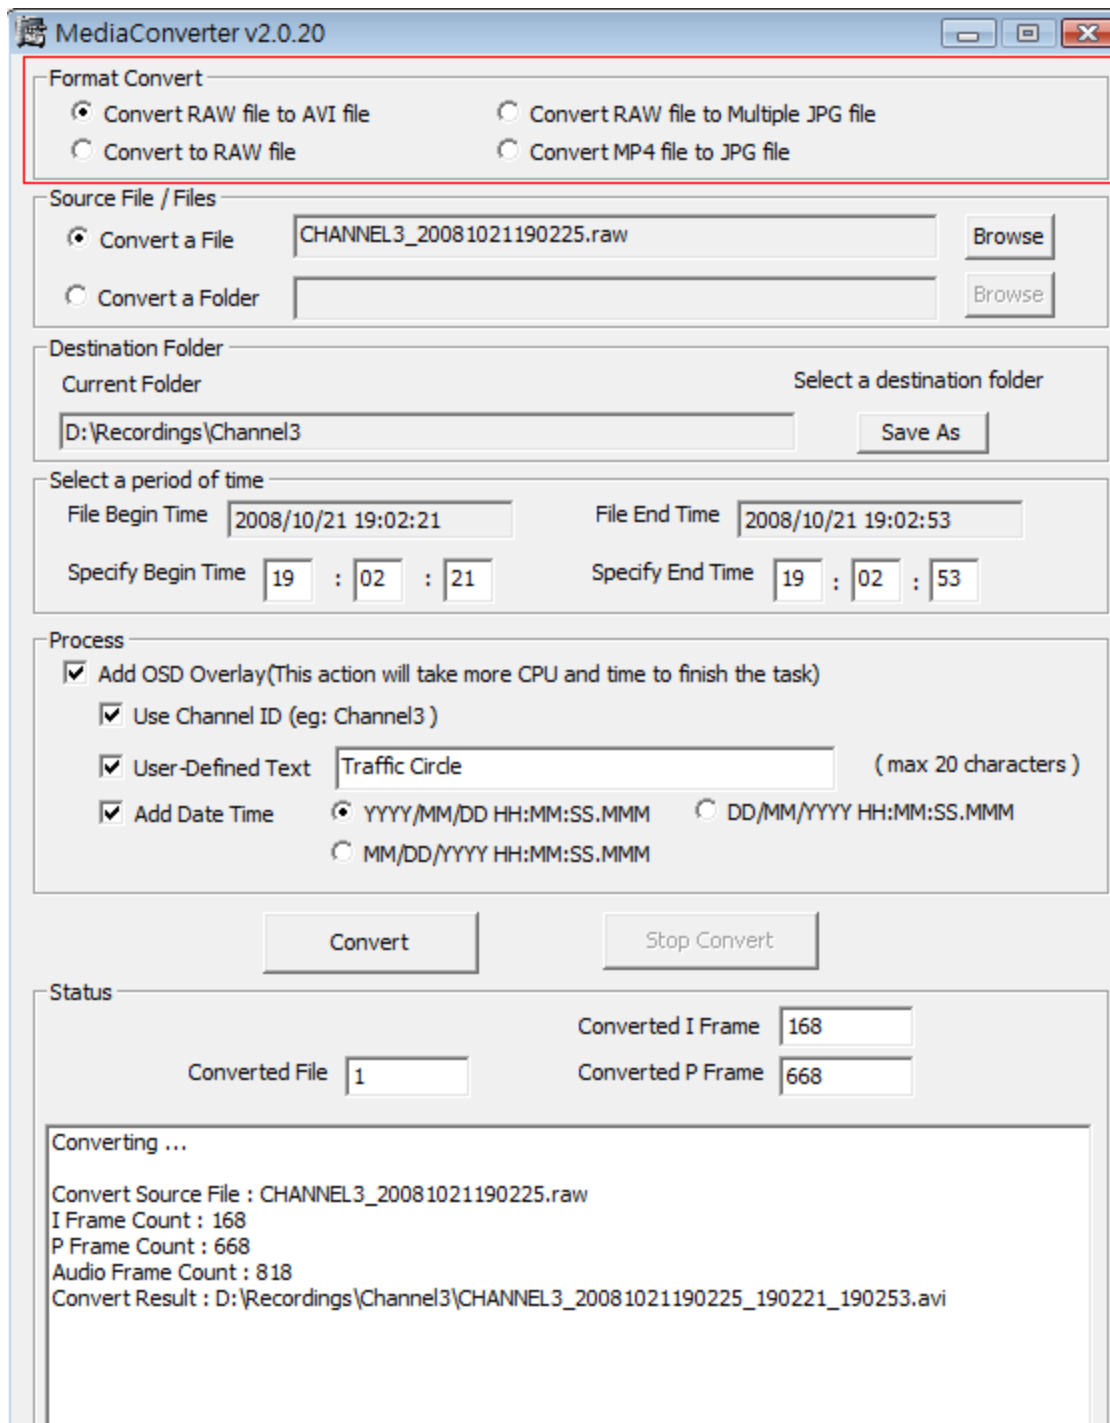 MediaConverter v2.0.20
Format Convert
Convert RAW file to AVI file Convert RAW file to Multiple JPG file
Convert to RAW file Convert MP4 file to JPG file
Source File / Files
Convert a File CHANNEL3_20081021190225.raw Browse
Convert a Folder Browse
Destination Folder
Current Folder Select a destination folder
D:\Recordings\Channel3 Save As
Select a period of time
File Begin Time 2008/10/21 19:02:21 File End Time 2008/10/21 19:02:53
Specify Begin Time 19 : 02 : 21 Specify End Time 19 : 02 : 53
Process
Add OSD Overlay(This action will take more CPU and time to finish the task)
Use Channel ID (eg: Channel3 )
User-Defined Text Traffic Circle ( max 20 characters )
Add Date Time YYYY/MM/DD HH:MM:SS.MMM DD/MM/YYYY HH:MM:SS.MMM
MM/DD/YYYY HH:MM:SS.MMM
Convert Stop Convert
Status
Converted I Frame 168
Converted File 1 Converted P Frame 668
Converting ...
Convert Source File : CHANNEL3_20081021190225.raw
I Frame Count : 168
P Frame Count : 668
Audio Frame Count : 818
Convert Result : D:\Recordings\Channel3\CHANNEL3_20081021190225_190221_190253.avi